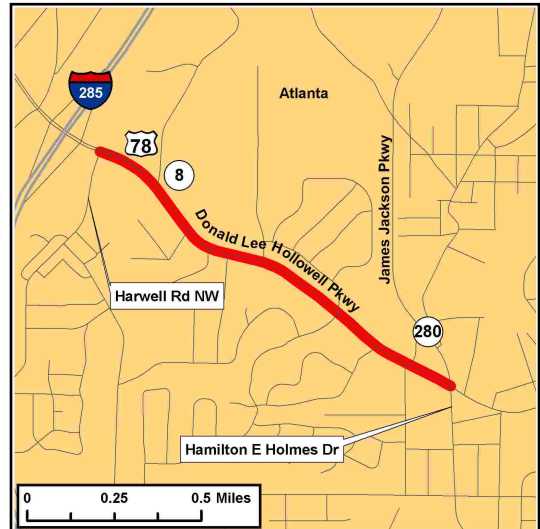 285
Atlanta
78
8
James Jackson Pkwy
Donald Lee Hollowell Pkwy
Harwell Rd NW
280
Hamilton E Holmes Dr
0 0.25 0.5 Miles